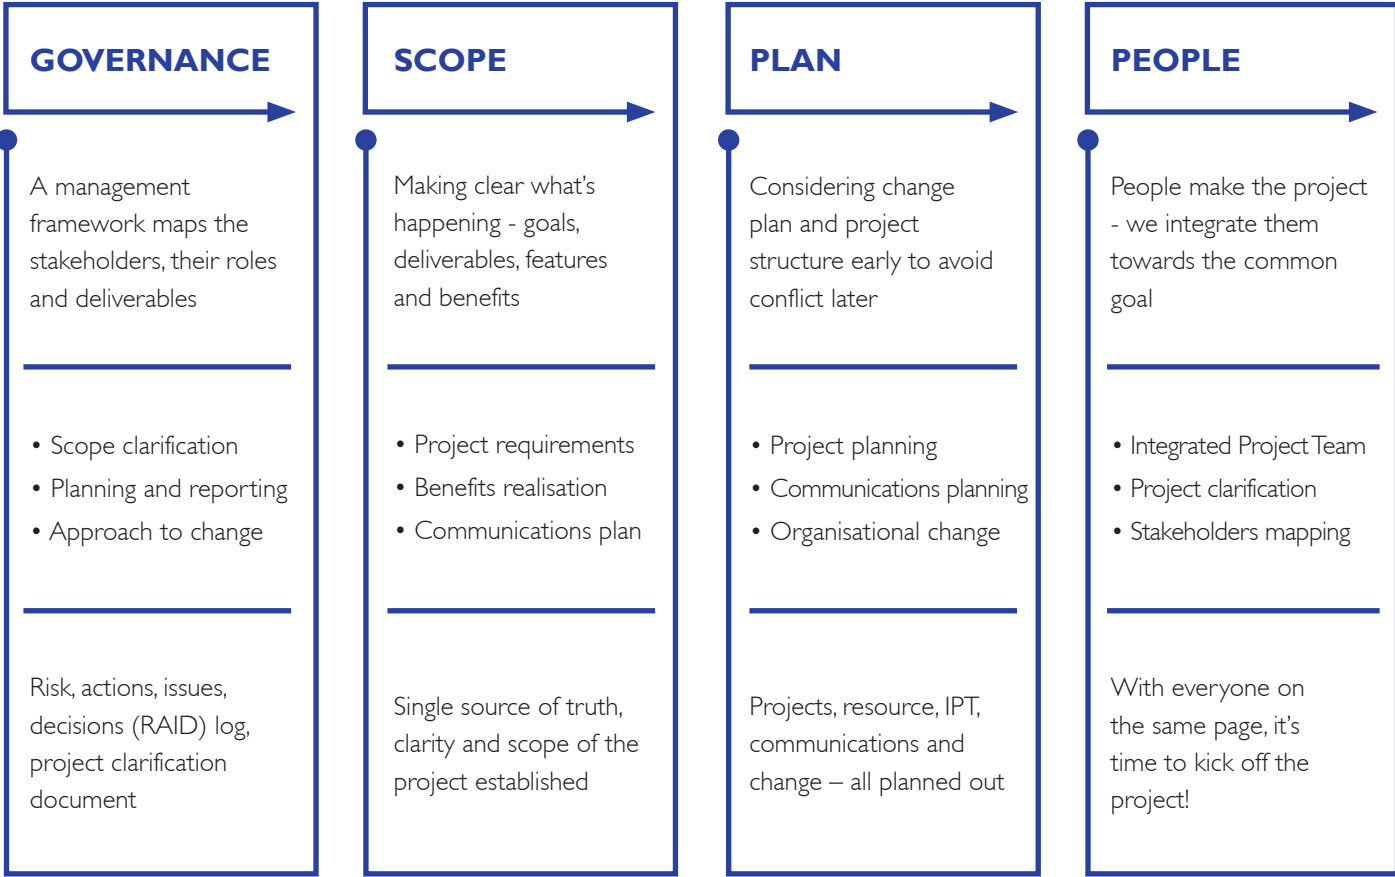 GOVERNANCE
A management
framework maps the
stakeholders, their roles
and deliverables
• Scope clarification
• Planning and reporting
• Approach to change
Risk, actions, issues,
decisions (RAID) log,
project clarification
document
SCOPE
Making clear what's
happening - goals,
deliverables, features
and benefits
• Project requirements
• Benefits realisation
• Communications plan
Single source of truth,
clarity and scope of the
project established
PLAN
Considering change
plan and project
structure early to avoid
conflict later
• Project planning
• Communications planning
• Organisational change
Projects, resource, IPT,
communications and
change – all planned out
PEOPLE
People make the project
- we integrate them
towards the common
goal
• Integrated Project Team
• Project clarification
• Stakeholders mapping
With everyone on
the same page, it's
time to kick off the
project!